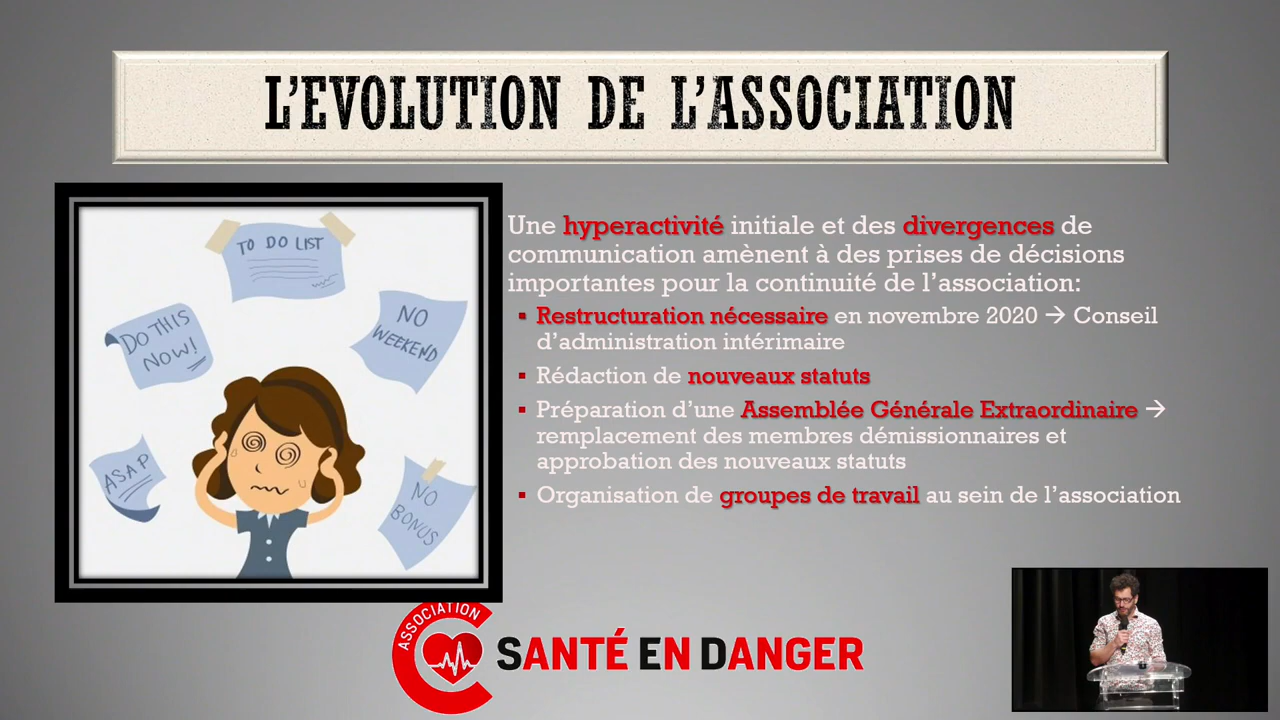 L'EVOLUTION DE L'ASSOCIATION
TO DO LIST
DO THIS
NOW!
NO
WEEKEND
ASAP
NO
BONUS
Une hyperactivité initiale et des divergences de
communication amènent à des prises de décisions
importantes pour la continuité de l'association:
▪ Restructuration nécessaire en novembre 2020 → Conseil
d'administration intérimaire
▪ Rédaction de nouveaux statuts
▪ Préparation d'une Assemblée Générale Extraordinaire →
remplacement des membres démissionnaires et
approbation des nouveaux statuts
▪ Organisation de groupes de travail au sein de l'association
ASSOCIATION
SANTÉ EN DANGER